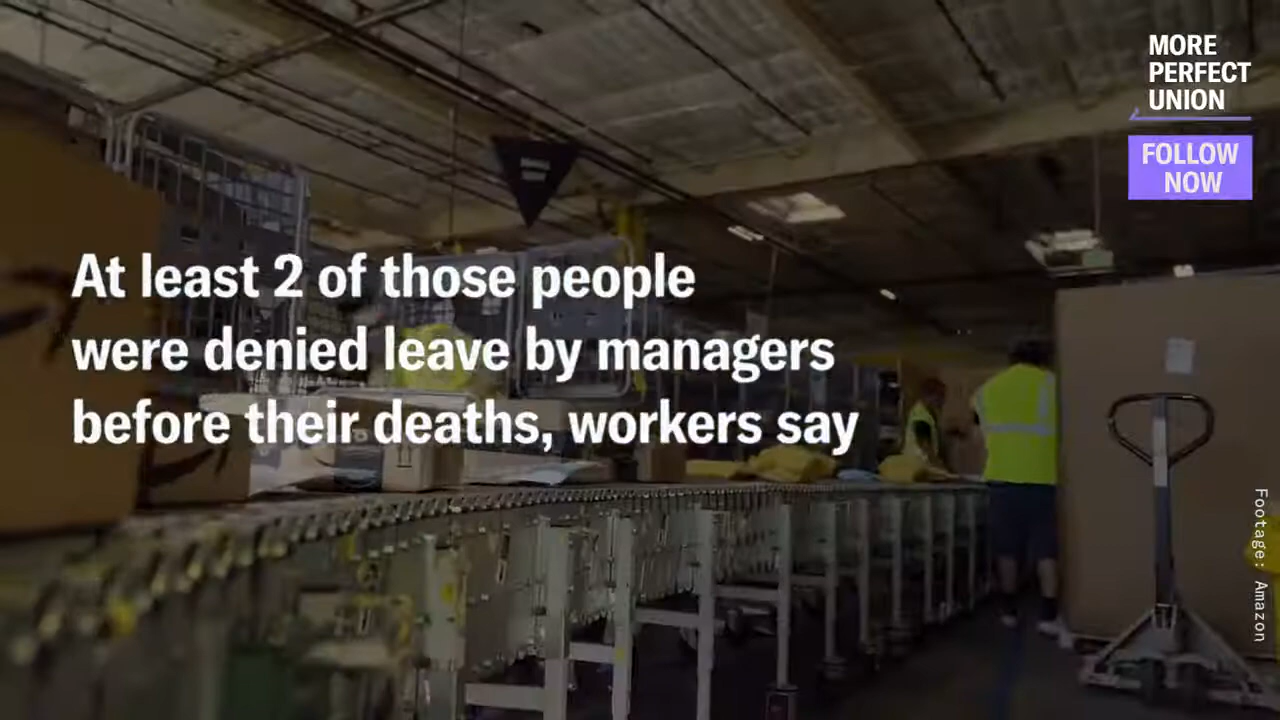 MORE
PERFECT
UNION
FOLLOW
NOW
At least 2 of those people
were denied leave by managers
before their deaths, workers say
Footage: Amazon